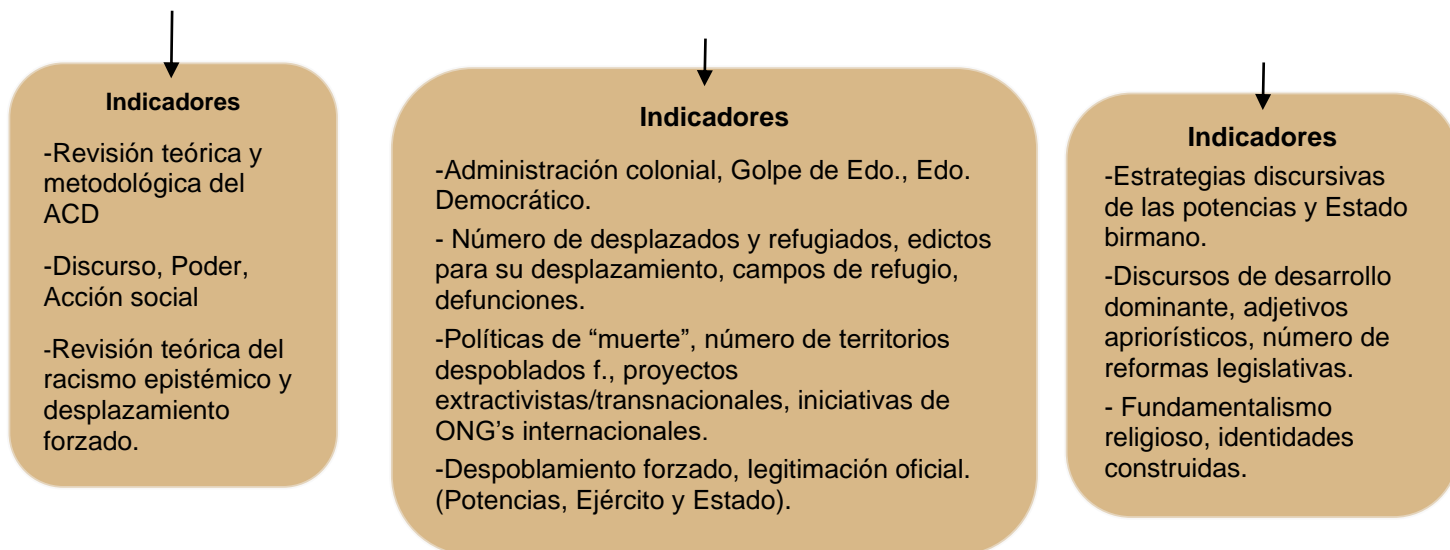 Indicadores
-Revisión teórica y
metodológica del
ACD
-Discurso, Poder,
Acción social
-Revisión teórica del
racismo epistémico y
desplazamiento
forzado.
Indicadores
-Administración colonial, Golpe de Edo., Edo.
Democrático.
- Número de desplazados y refugiados, edictos
para su desplazamiento, campos de refugio,
defunciones.
-Políticas de “muerte”, número de territorios
despoblados f., proyectos
extractivistas/transnacionales, iniciativas de
ONG’s internacionales.
-Despoblamiento forzado, legitimación oficial.
(Potencias, Ejército y Estado).
Indicadores
-Estrategias discursivas
de las potencias y Estado
birmano.
-Discursos de desarrollo
dominante, adjetivos
apriorísticos, número de
reformas legislativas.
- Fundamentalismo
religioso, identidades
construidas.